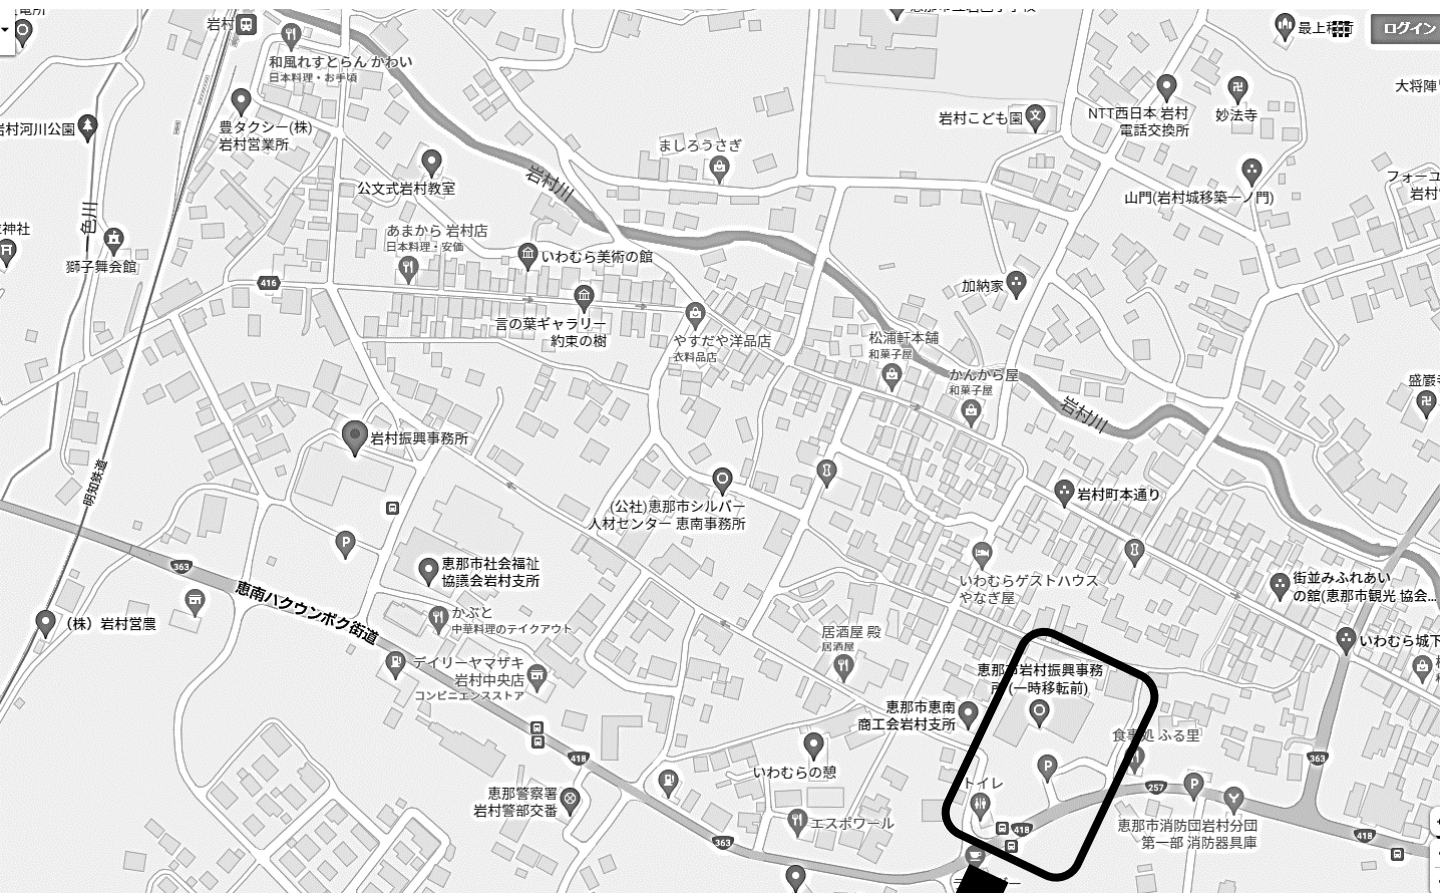 岩村
和風れすとらん かわい
日本料理・お手頃
最上稲荷
ログイン
大将陣
岩村河川公園
豊タクシー(株)
岩村営業所
公文式岩村教室
ましろうさぎ
岩村こども園
NTT西日本 岩村
電話交換所
妙法寺
山門(岩村城移築一ノ門)
フォーユ
岩村
岩村川
色川
獅子舞会館
あまから 岩村店
日本料理・安価
いわむら美術の館
416
言の葉ギャラリー
約束の樹
やすだや洋品店
衣料品店
加納家
松浦軒本舗
和菓子屋
かんから屋
和菓子屋
岩村川
岩村振興事務所
明知鉄道
(公社)恵那市シルバー
人材センター 恵南事務所
岩村町本通り
363
P
恵那市社会福祉
協議会岩村支所
恵南ハクウンボク街道
(株)岩村営農
かぶと
中華料理のテイクアウト
デイリーヤマザキ
岩村中央店
コンビニエンスストア
いわむらゲストハウス
やなぎ屋
街並みふれあい
の舘(恵那市観光 協会...
いわむら城下
居酒屋 殿
居酒屋
恵那市岩村振興事務
所(一時移転前)
恵那市恵南
商工会岩村支所
食事処 ふる里
418
いわむらの憩
P
トイレ
257
P
363
恵那警察署
岩村警部交番
エスポワール
418
恵那市消防団岩村分団
第一部 消防器具庫
418
363